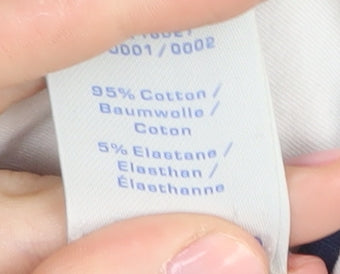 0001/0002
95% Cotton /
Baumwolle /
Coton
5% Elastane /
Elasthan /
Élasthanne